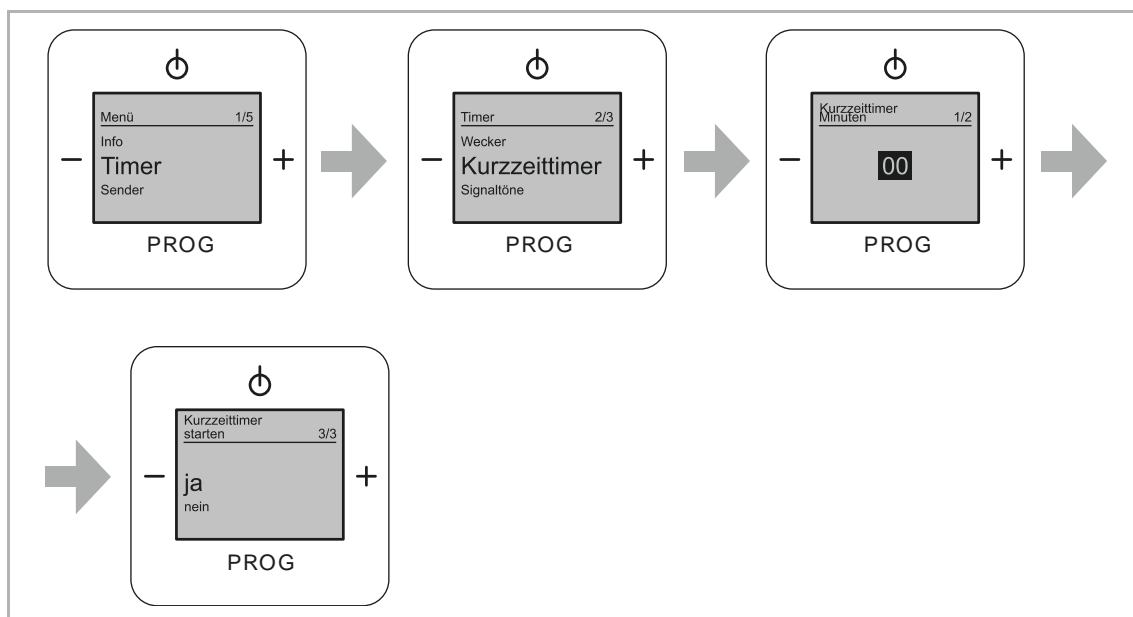 Menü 1/5
Info
Timer
Sender
PROG
Timer 2/3
Wecker
Kurzzeittimer
Signaltöne
PROG
Kurzzeittimer
Minuten 1/2
00
PROG
Kurzzeittimer
starten 3/3
ja
nein
PROG